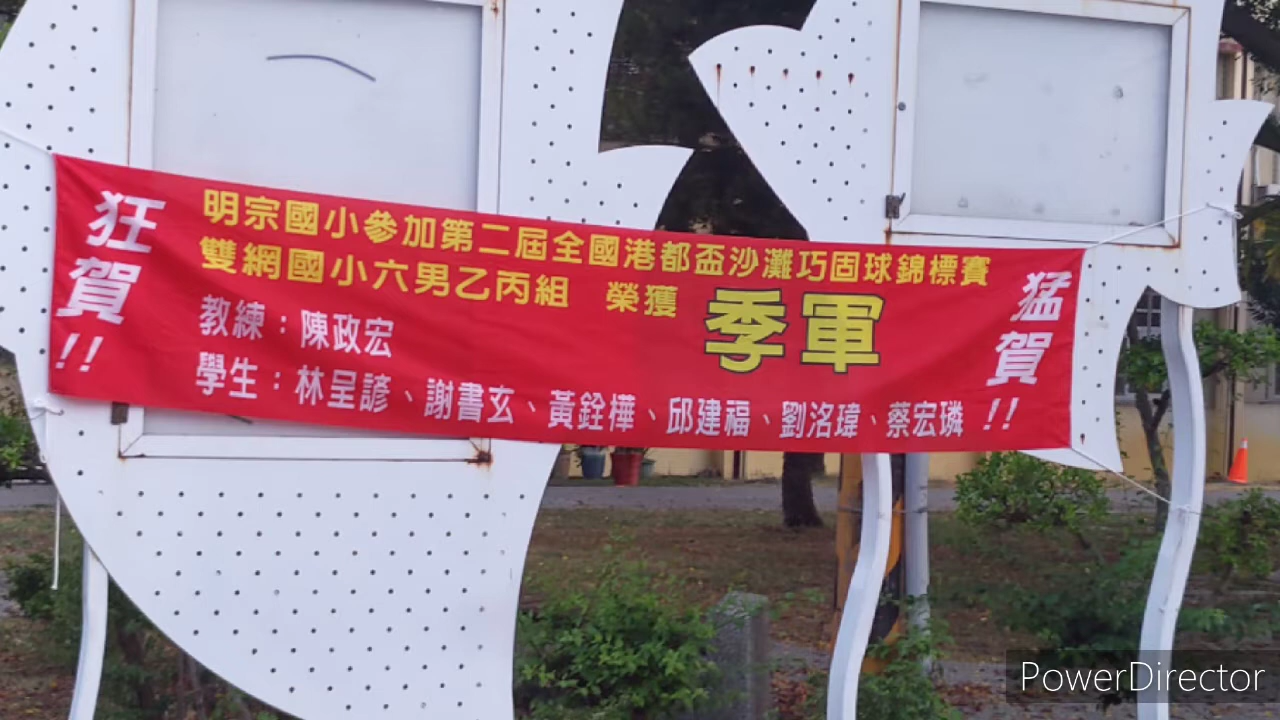 狂賀!!
明宗國小參加第二屆全國港都盃沙灘巧固球錦標賽
雙網國小六男乙丙組 榮獲 季軍
教練：陳政宏
學生：林呈諺、謝書玄、黃銓樺、邱建福、劉洺瑋、蔡宏璘
猛賀!!
PowerDirector